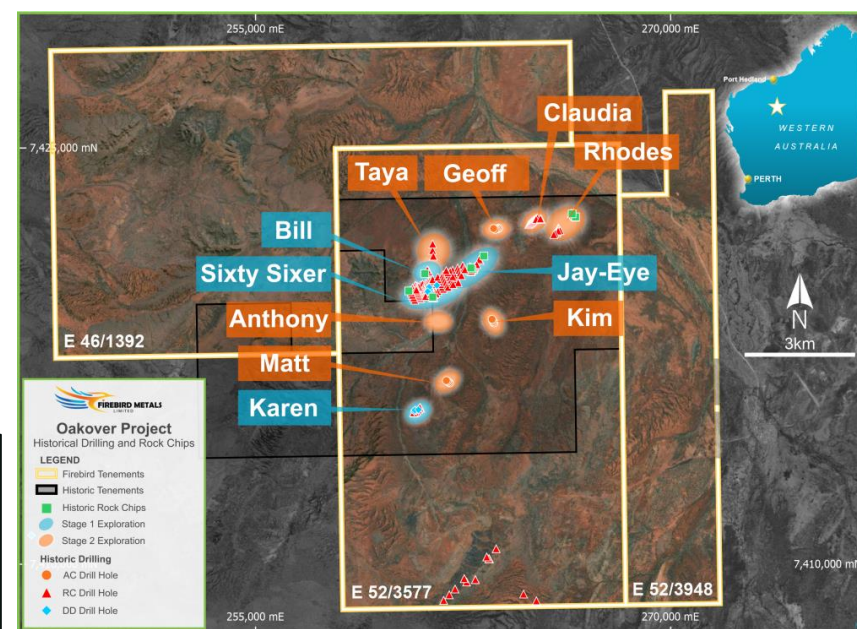 255,000 mE
270,000 mE
Port Hedland
WESTERN
AUSTRALIA
PERTH
7,425,000 mN
Claudia
Rhodes
Taya
Geoff
Bill
Sixty Sixer
Jay-Eye
Anthony
Kim
Matt
Karen
E 46/1392
N
3km
FIREBIRD METALS
LIMITED
Oakover Project
Historical Drilling and Rock Chips
LEGEND
Firebird Tenements
Historic Tenements
Historic Rock Chips
Stage 1 Exploration
Stage 2 Exploration
Historic Drilling
AC Drill Hole
RC Drill Hole
DD Drill Hole
7,410,000 mN
E 52/3577
E 52/3948
255,000 mE
270,000 mE